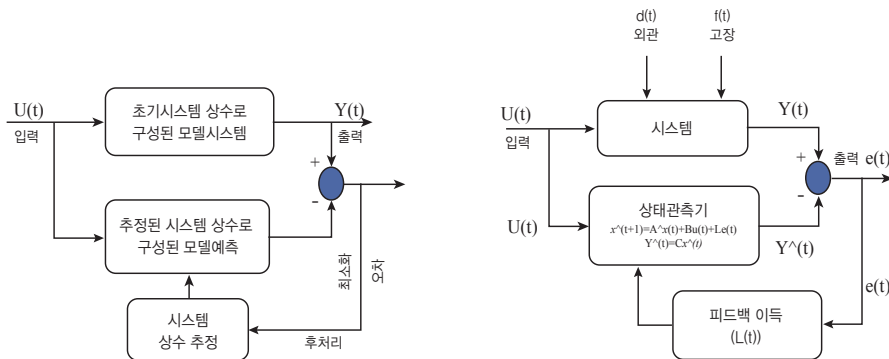 U(t)
입력
초기시스템 상수로
구성된 모델시스템
Y(t)
출력
+
-
추정된 시스템 상수로
구성된 모델예측
최소화
오차
시스템
상수 추정
후처리
d(t)
외관
f(t)
고장
U(t)
입력
시스템
Y(t)
+
-
출력
e(t)
U(t)
상태관측기
x^(t+1)=A^x(t)+Bu(t)+Le(t)
Y^(t)=Cx^(t)
Y^(t)
e(t)
피드백 이득
(L(t))